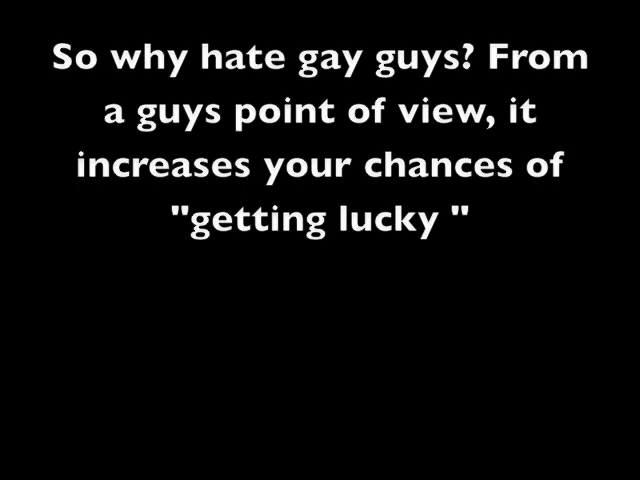 So why hate gay guys? From
a guys point of view, it
increases your chances of
"getting lucky "